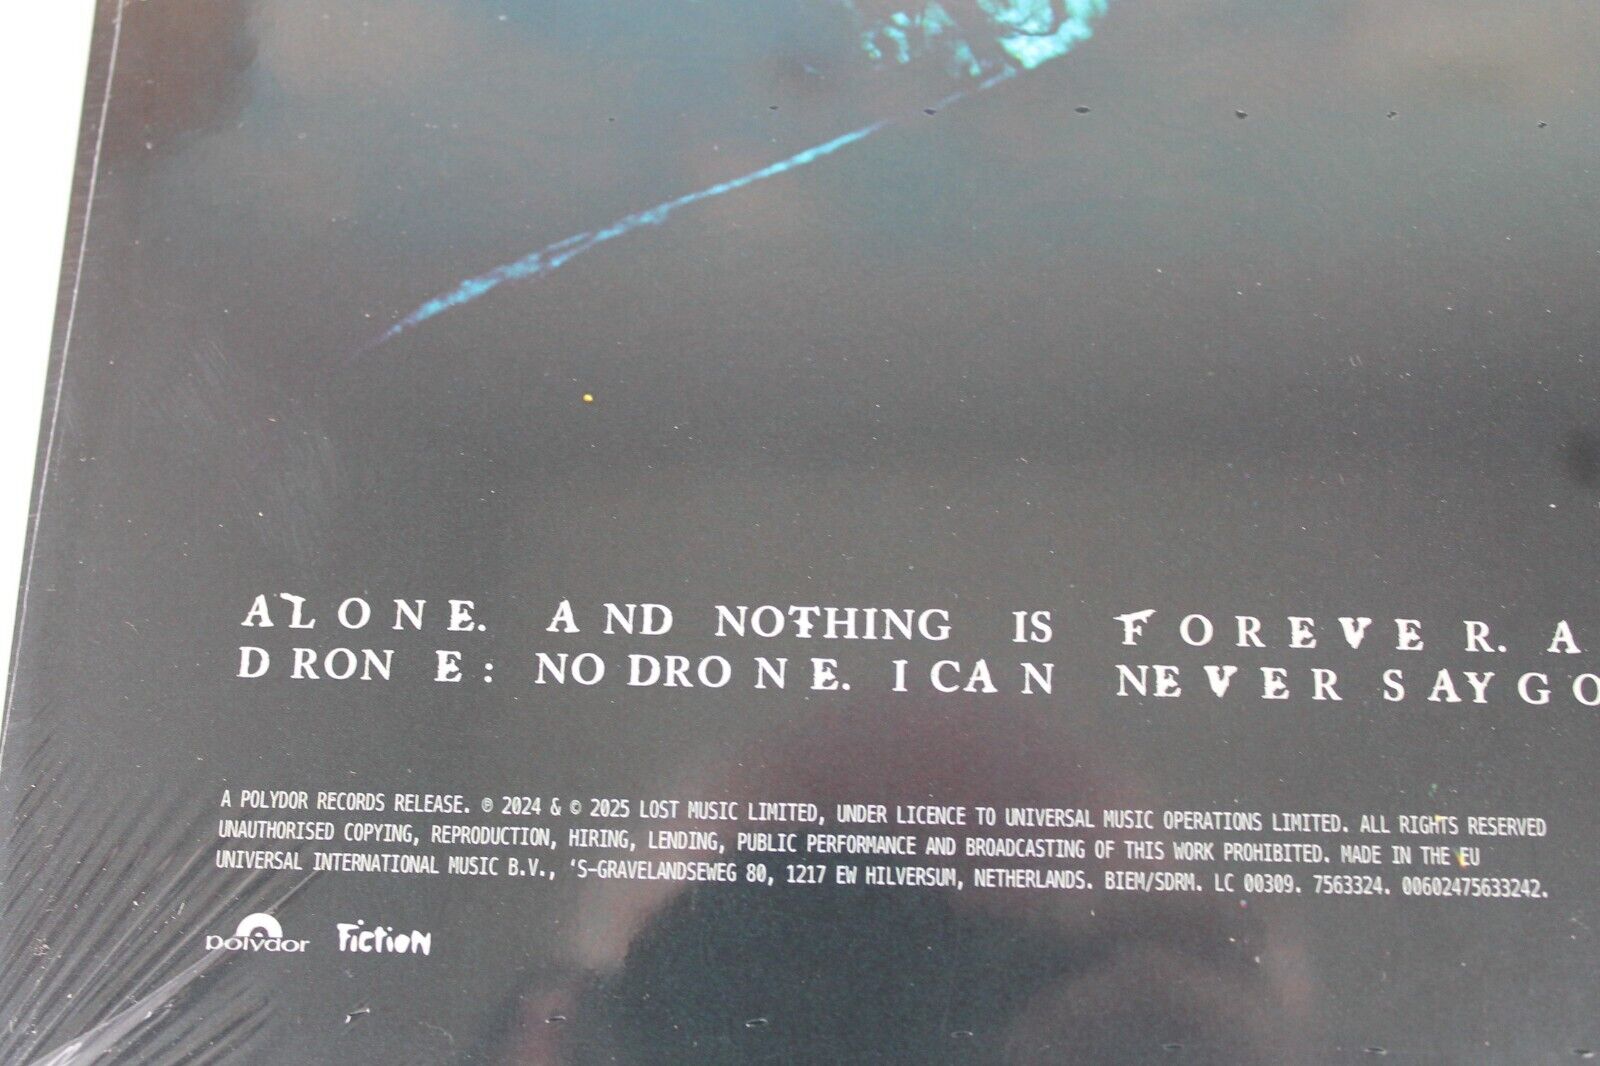 ALONE. AND NOTHING IS FOREVER. A
DRONE: NODRONE. I CAN NEVER SAY GO
A POLYDOR RECORDS RELEASE. ℗ 2024 & © 2025 LOST MUSIC LIMITED, UNDER LICENCE TO UNIVERSAL MUSIC OPERATIONS LIMITED. ALL RIGHTS RESERVED
UNAUTHORISED COPYING, REPRODUCTION, HIRING, LENDING, PUBLIC PERFORMANCE AND BROADCASTING OF THIS WORK PROHIBITED. MADE IN THE EU
UNIVERSAL INTERNATIONAL MUSIC B.V., 'S-GRAVELANDSEWEG 80, 1217 EW HILVERSUM, NETHERLANDS. BIEM/SDRM. LC 00309. 7563324. 00602475633242.
polydor Fiction